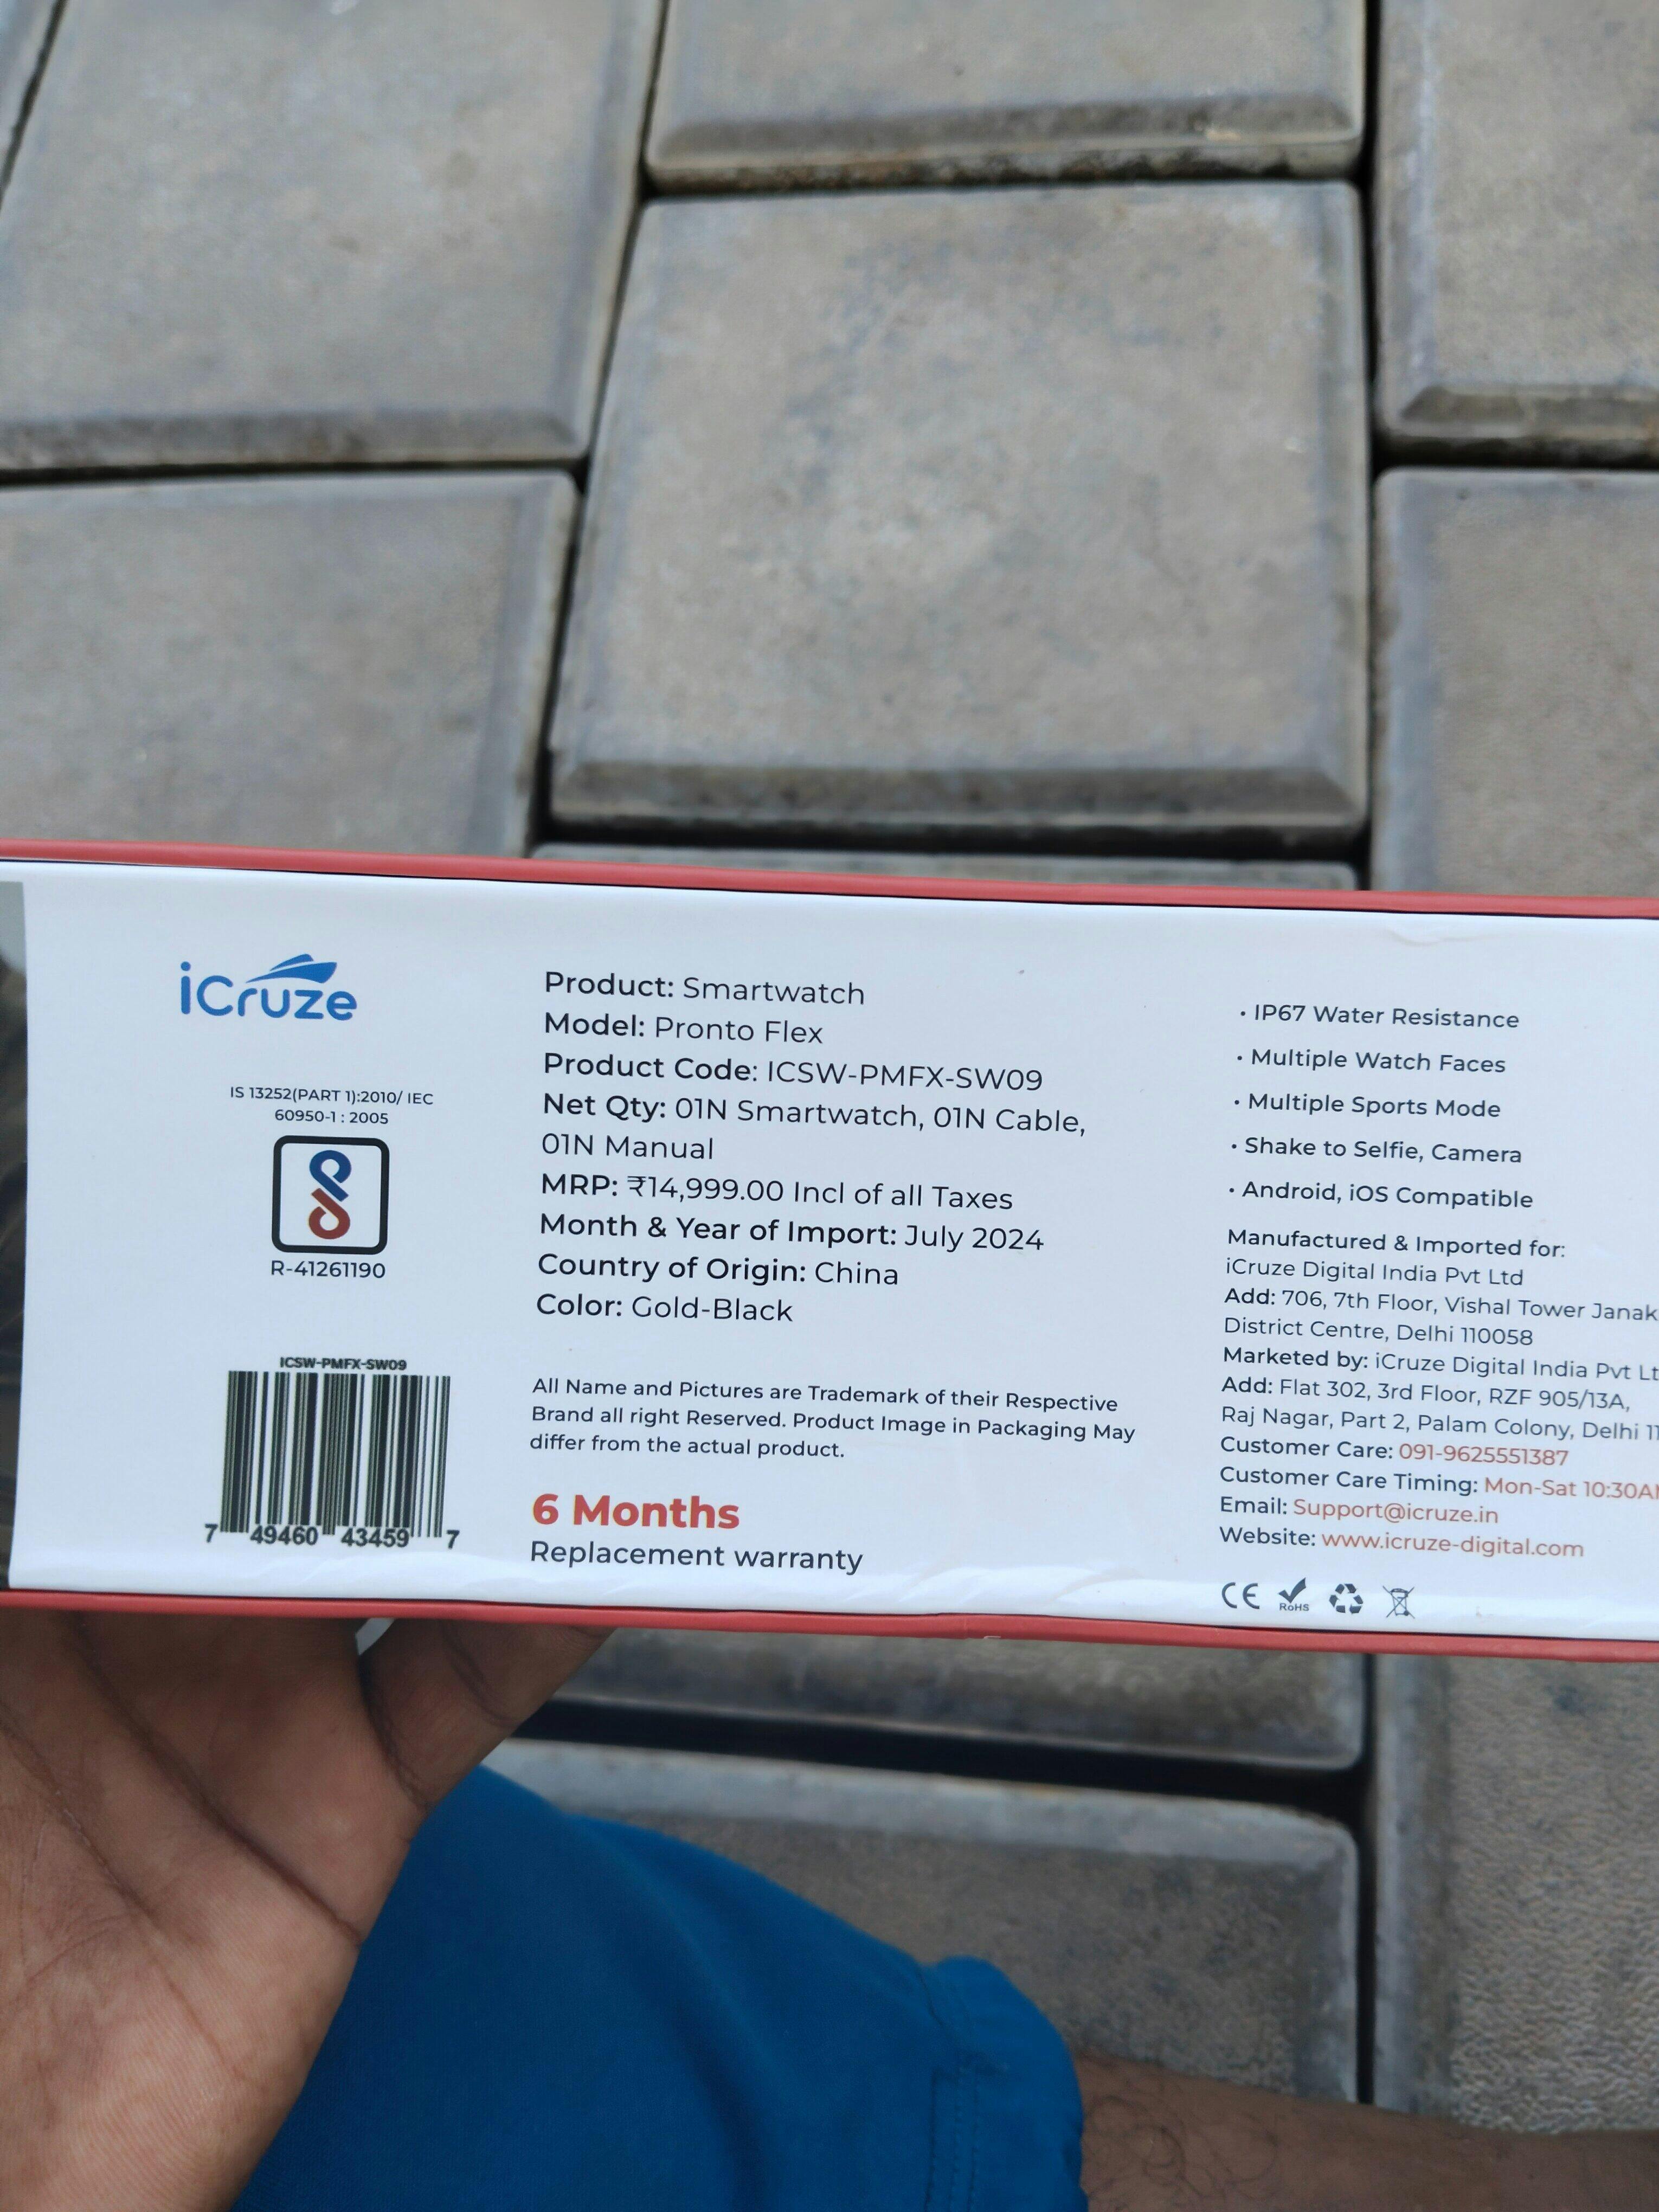 iCruze
IS 13252(PART 1):2010/ IEC
60950-1 : 2005
R-41261190
ICSW-PMFX-SW09
7 49460 43459 7
Product: Smartwatch
Model: Pronto Flex
Product Code: ICSW-PMFX-SW09
Net Qty: 01N Smartwatch, 01N Cable,
01N Manual
MRP: ₹14,999.00 Incl of all Taxes
Month & Year of Import: July 2024
Country of Origin: China
Color: Gold-Black
All Name and Pictures are Trademark of their Respective
Brand all right Reserved. Product Image in Packaging May
differ from the actual product.
6 Months
Replacement warranty
• IP67 Water Resistance
• Multiple Watch Faces
• Multiple Sports Mode
• Shake to Selfie, Camera
• Android, iOS Compatible
Manufactured & Imported for:
iCruze Digital India Pvt Ltd
Add: 706, 7th Floor, Vishal Tower Janak
District Centre, Delhi 110058
Marketed by: iCruze Digital India Pvt Lt
Add: Flat 302, 3rd Floor, RZF 905/13A,
Raj Nagar, Part 2, Palam Colony, Delhi 11
Customer Care: 091-9625551387
Customer Care Timing: Mon-Sat 10:30A
Email: Support@icruze.in
Website: www.icruze-digital.com
CE RoHS